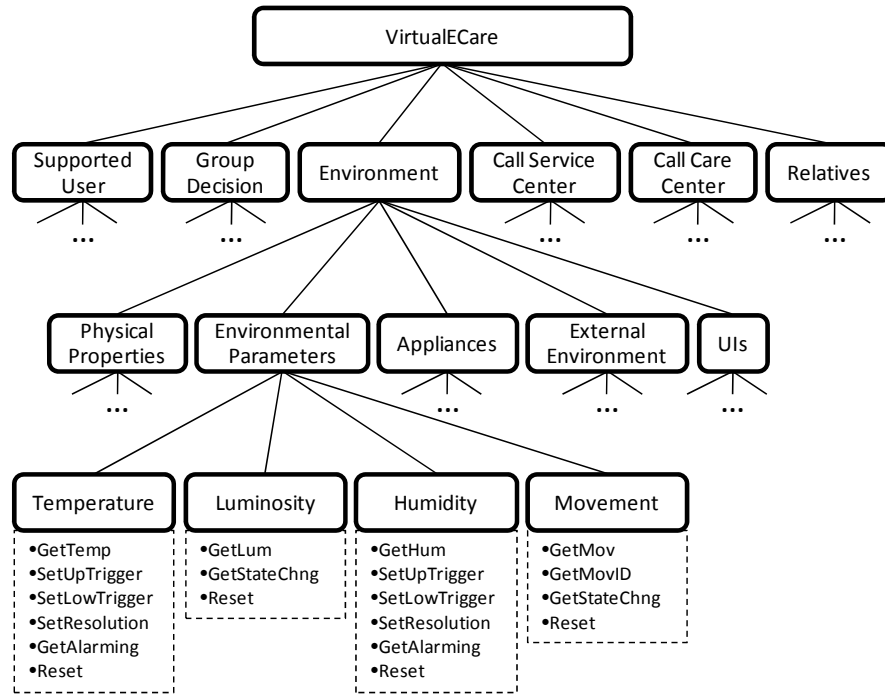 VirtualECare
Supported
User
Group
Decision
Environment
Call Service
Center
Call Care
Center
Relatives
...
...
...
...
...
Physical
Properties
Environmental
Parameters
Appliances
External
Environment
UIs
...
...
...
...
Temperature
Luminosity
Humidity
Movement
•GetTemp
•SetUpTrigger
•SetLowTrigger
•SetResolution
•GetAlarming
•Reset
•GetLum
•GetStateChng
•Reset
•GetHum
•SetUpTrigger
•SetLowTrigger
•SetResolution
•GetAlarming
•Reset
•GetMov
•GetMovID
•GetStateChng
•Reset